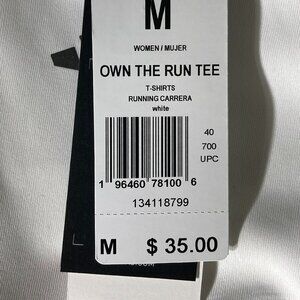 M
WOMEN / MUJER
OWN THE RUN TEE
T-SHIRTS
RUNNING CARRERA
white
40
700
UPC
1 96460 78100 6
134118799
M $ 35.00
.COM